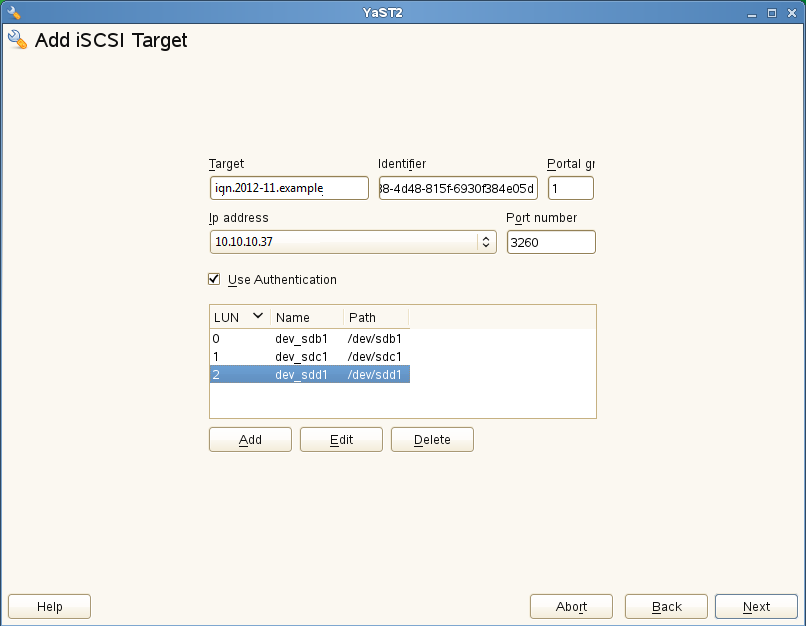 YaST2
Add iSCSI Target
Target Identifier Portal gr
iqn.2012-11.example 38-4d48-815f-6930f384e05d 1
Ip address Port number
10.10.10.37 3260
Use Authentication
LUN Name Path
0 dev_sdb1 /dev/sdb1
1 dev_sdc1 /dev/sdc1
2 dev_sdd1 /dev/sdd1
Add Edit Delete
Help Abort Back Next